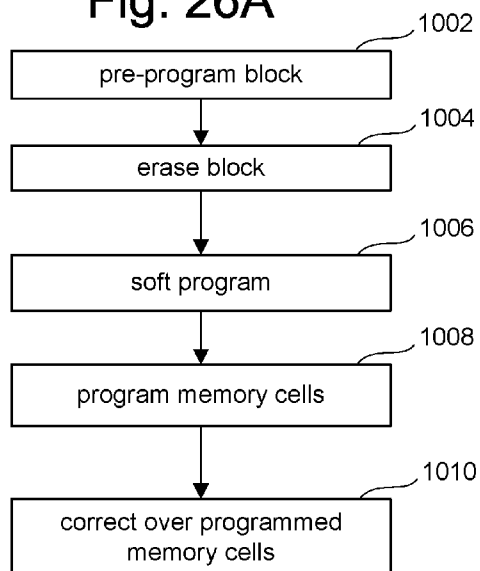 Fig. 26A
1002
pre-program block
1004
erase block
1006
soft program
1008
program memory cells
1010
correct over programmed
memory cells